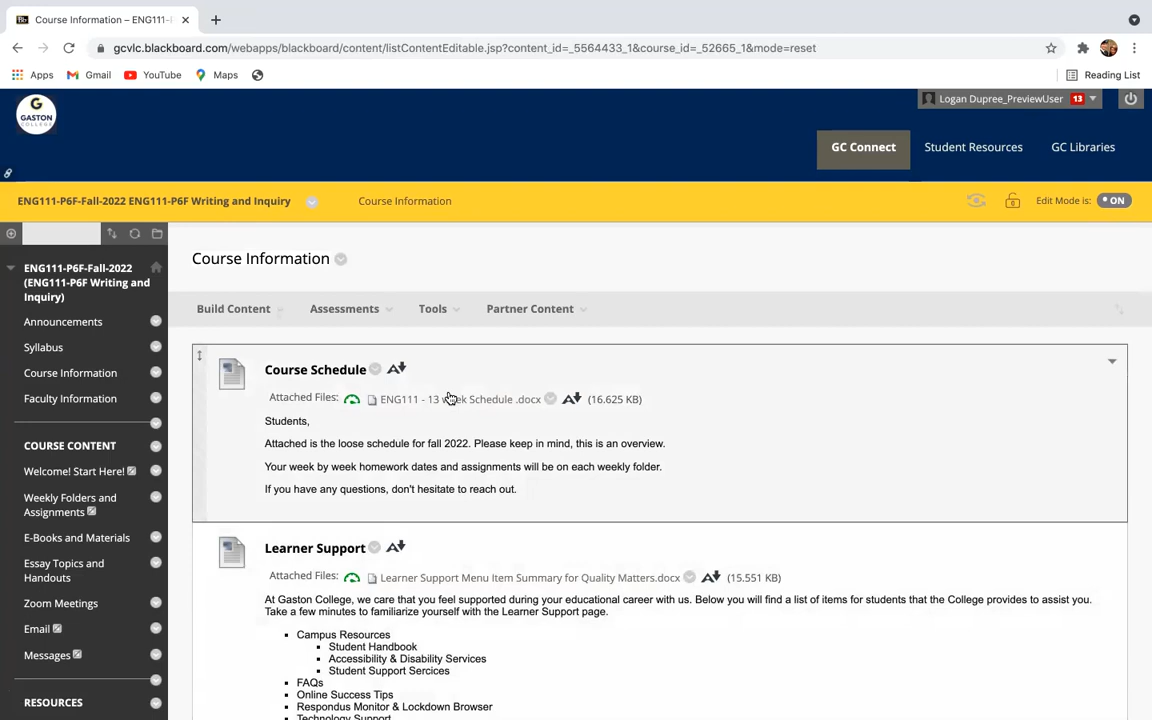 Course Information – ENG111-
gcvlc.blackboard.com/webapps/blackboard/content/listContentEditable.jsp?content_id=_5564433_1&course_id=_52665_1&mode=reset
Apps Gmail YouTube Maps Reading List
G
GASTON
COLLEGE
Logan Dupree_PreviewUser 13
GC Connect Student Resources GC Libraries
ENG111-P6F-Fall-2022 ENG111-P6F Writing and Inquiry Course Information Edit Mode is: ON
ENG111-P6F-Fall-2022
(ENG111-P6F Writing and
Inquiry)
Announcements
Syllabus
Course Information
Faculty Information
COURSE CONTENT
Welcome! Start Here!
Weekly Folders and
Assignments
E-Books and Materials
Essay Topics and
Handouts
Zoom Meetings
Email
Messages
RESOURCES
Course Information
Build Content Assessments Tools Partner Content
Course Schedule
Attached Files: ENG111 - 13 week Schedule .docx (16.625 KB)
Students,
Attached is the loose schedule for fall 2022. Please keep in mind, this is an overview.
Your week by week homework dates and assignments will be on each weekly folder.
If you have any questions, don't hesitate to reach out.
Learner Support
Attached Files: Learner Support Menu Item Summary for Quality Matters.docx (15.551 KB)
At Gaston College, we care that you feel supported during your educational career with us. Below you will find a list of items for students that the College provides to assist you.
Take a few minutes to familiarize yourself with the Learner Support page.
Campus Resources
Student Handbook
Accessibility & Disability Services
Student Support Sercices
FAQs
Online Success Tips
Respondus Monitor & Lockdown Browser
Technology Support